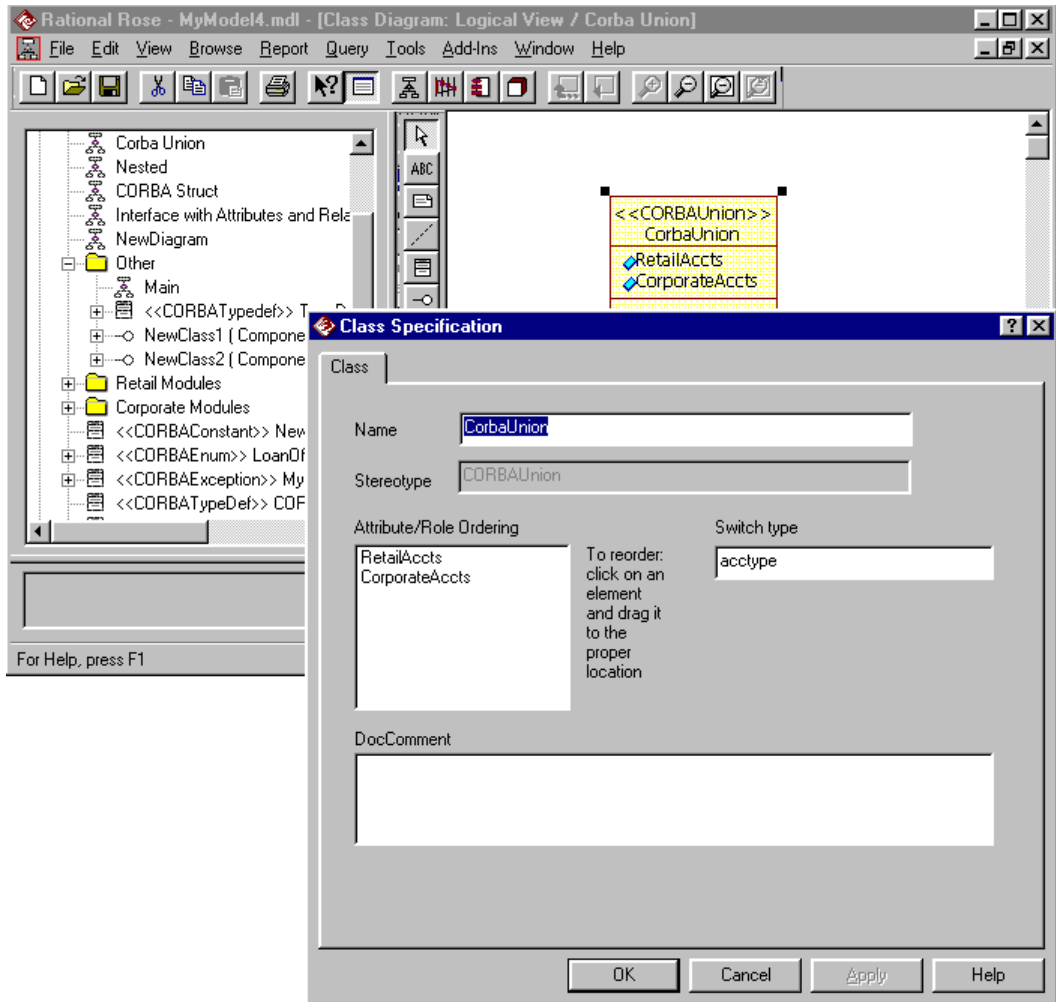 Rational Rose - MyModel4.mdl - [Class Diagram: Logical View / Corba Union]
File Edit View Browse Report Query Tools Add-Ins Window Help
Corba Union
Nested
CORBA Struct
Interface with Attributes and Rela
NewDiagram
Other
Main
<<CORBATypedef>>
NewClass1 ( Compone
NewClass2 ( Compone
Retail Modules
Corporate Modules
<<CORBAConstant>> New
<<CORBAEnum>> LoanOf
<<CORBAException>> My
<<CORBATypeDef>> COF
For Help, press F1
ABC
<<CORBAUnion>>
CorbaUnion
RetailAccts
CorporateAccts
Class Specification
Class
Name
CorbaUnion
Stereotype
CORBAUnion
Attribute/Role Ordering
RetailAccts
CorporateAccts
To reorder:
click on an
element
and drag it
to the
proper
location
Switch type
acctype
DocComment
OK Cancel Apply Help